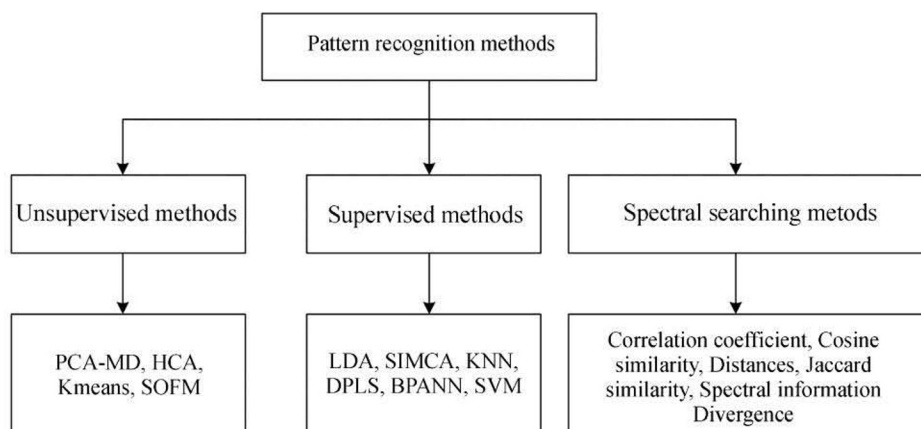 Pattern recognition methods
Unsupervised methods
Supervised methods
Spectral searching metods
PCA-MD, HCA,
Kmeans, SOFM
LDA, SIMCA, KNN,
DPLS, BPANN, SVM
Correlation coefficient, Cosine
similarity, Distances, Jaccard
similarity, Spectral information
Divergence